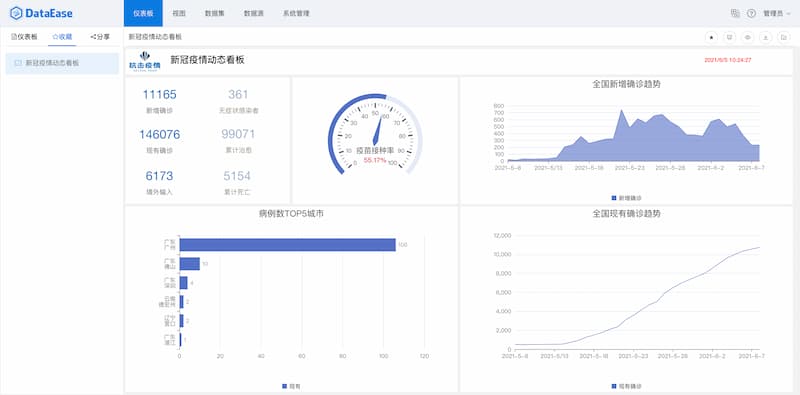 DataEase
仪表板
视图
数据集
数据源
系统管理
管理员
仪表板
收藏
分享
新冠疫情动态看板
新冠疫情动态看板
抗击疫情
新冠疫情动态看板
2021/6/5 10:24:27
11165
361
新增确诊
无症状感染者
146076
99071
现有确诊
累计治愈
6173
5154
境外输入
累计死亡
0 10 20 30 40 50 60 70 80 90 100
疫苗接种率
55.17%
全国新增确诊趋势
800
700
600
500
400
300
200
100
0
2021-5-8 2021-5/13 2021-5-18 2021-5-23 2021-5-28 2021-6-2 2021-6-7
新增确诊
病例数TOP5城市
广东
广州
106
广东
佛山
10
广东
深圳
4
云南
德宏州
2
辽宁
营口
2
广东
湛江
1
0 20 40 60 80 100 120
现有
全国现有确诊趋势
12,000
10,000
8,000
6,000
4,000
2,000
0
2021-5-8 2021-5/13 2021-5-18 2021-5-23 2021-5-28 2021-6-2 2021-6-7
现有确诊